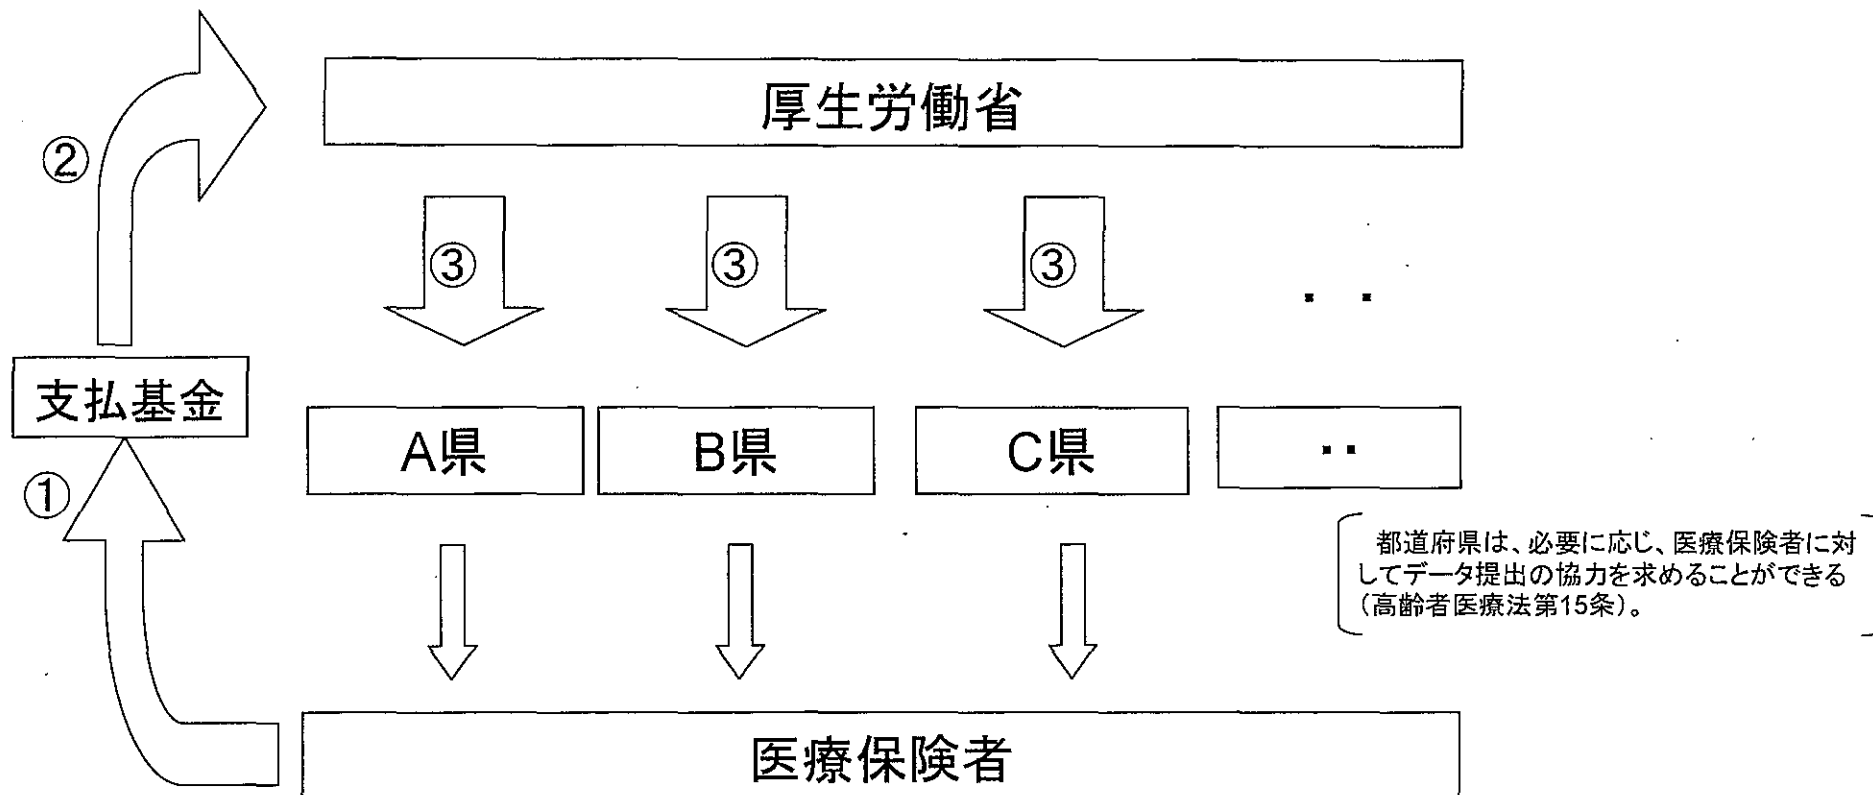 厚生労働省
②
③
③
③
・・
支払基金
A県
B県
C県
・・
①
都道府県は、必要に応じ、医療保険者に対
してデータ提出の協力を求めることができる
(高齢者医療法第15条)。
医療保険者